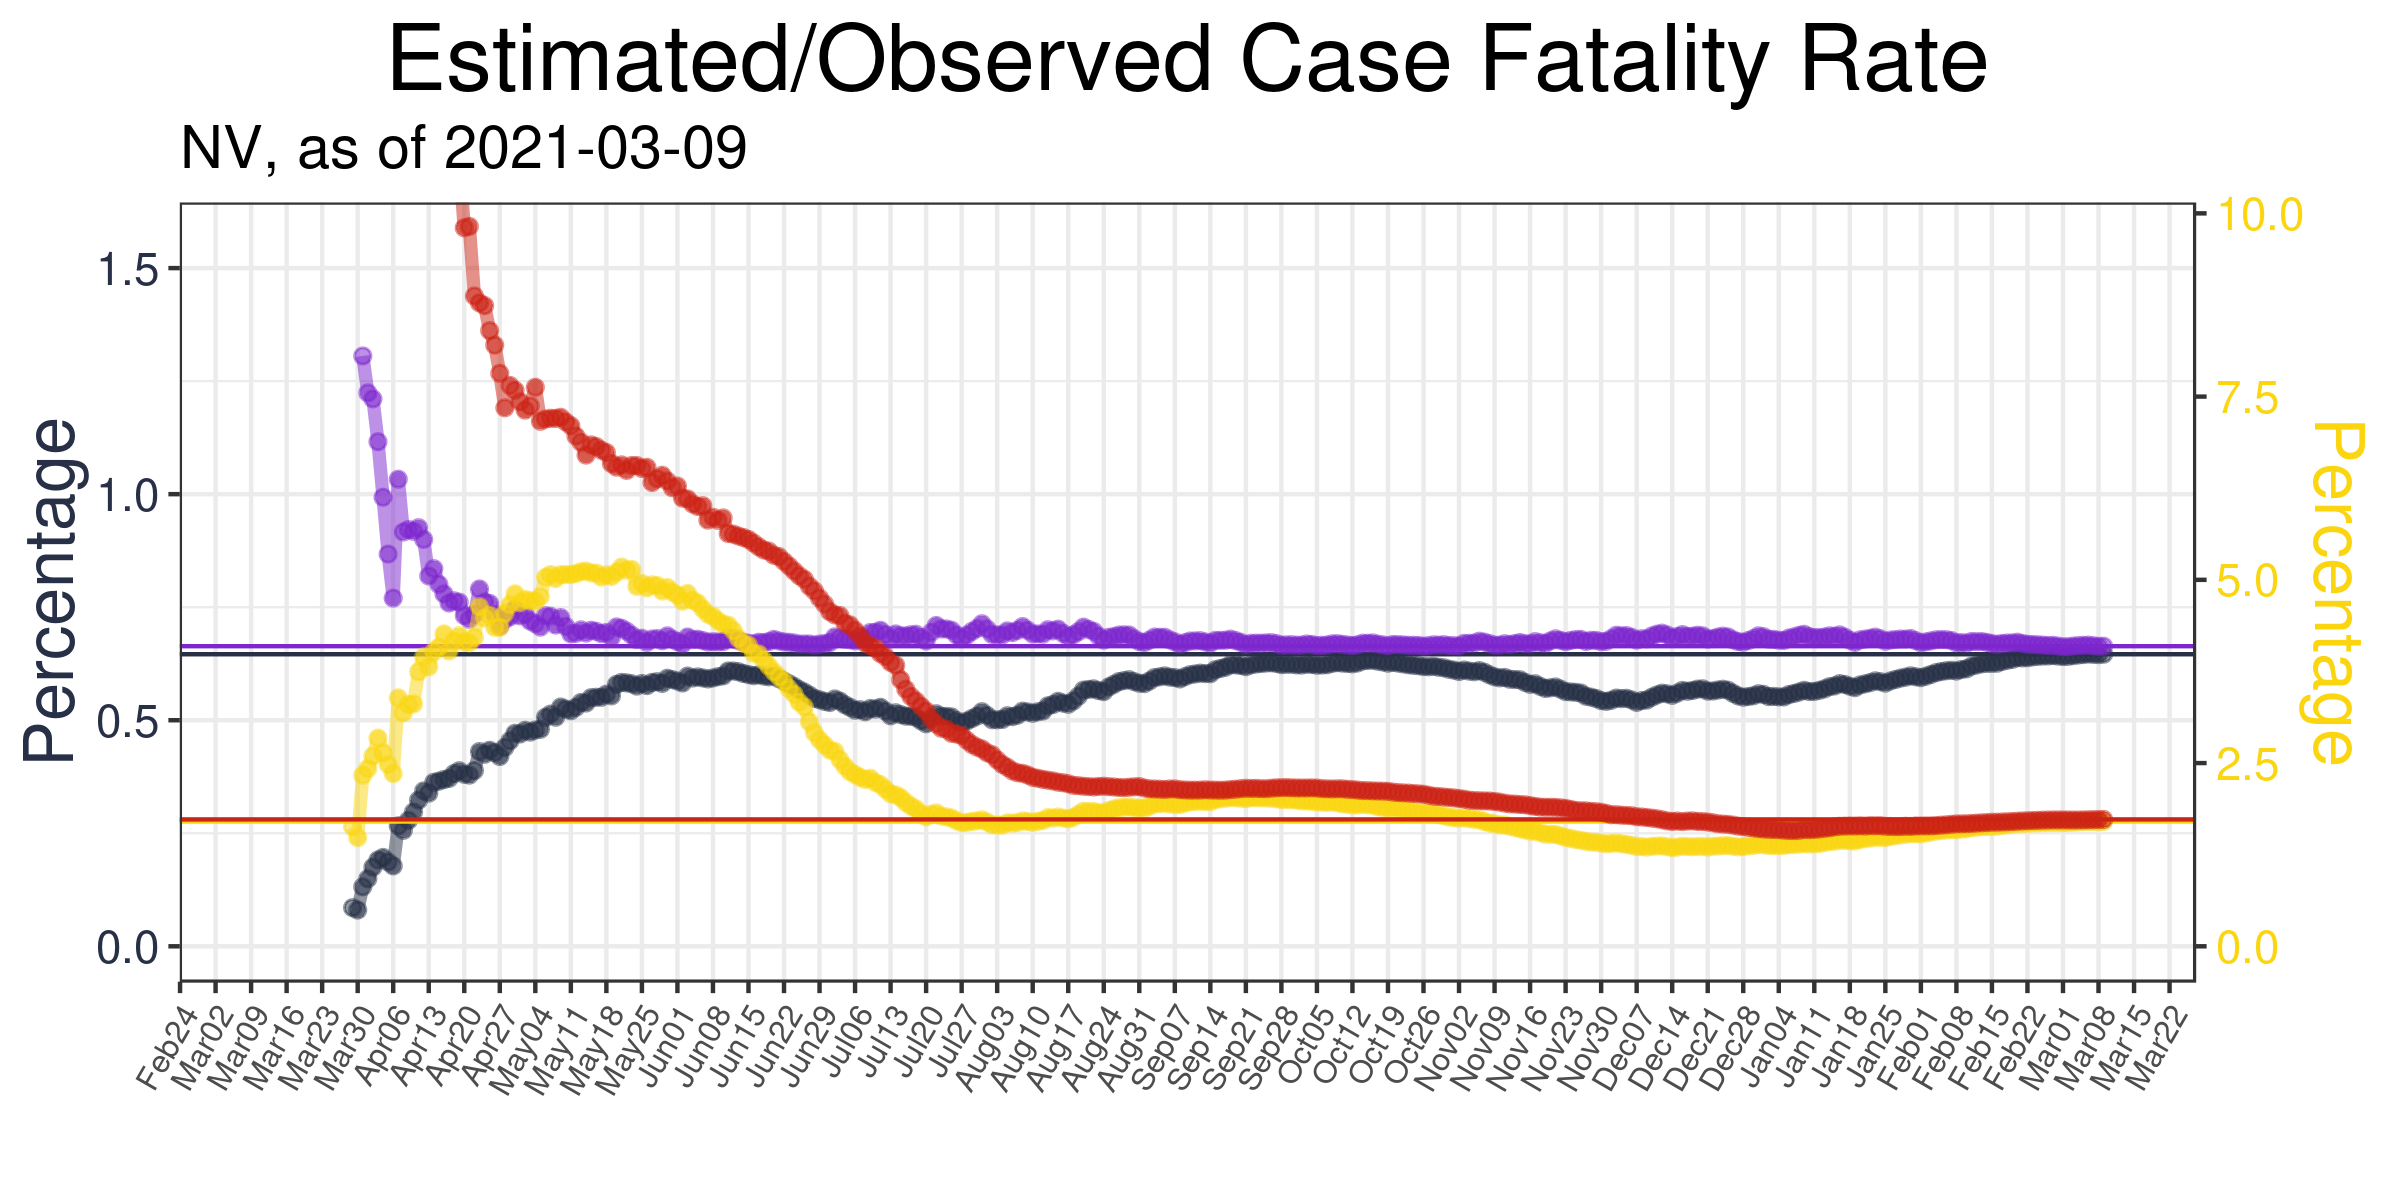 Estimated/Observed Case Fatality Rate
NV, as of 2021-03-09
Percentage
1.5
1.0
0.5
0.0
10.0
7.5
5.0
2.5
0.0
Percentage
Feb24
Mar02
Mar09
Mar16
Mar23
Mar30
Apr06
Apr13
Apr20
Apr27
May04
May11
May18
May25
Jun01
Jun08
Jun15
Jun22
Jun29
Jul06
Jul13
Jul20
Jul27
Aug03
Aug10
Aug17
Aug24
Aug31
Sep07
Sep14
Sep21
Sep28
Oct05
Oct12
Oct19
Oct26
Nov02
Nov09
Nov16
Nov23
Nov30
Dec07
Dec14
Dec21
Dec28
Jan04
Jan11
Jan18
Jan25
Feb01
Feb08
Feb15
Feb22
Mar01
Mar08
Mar15
Mar22